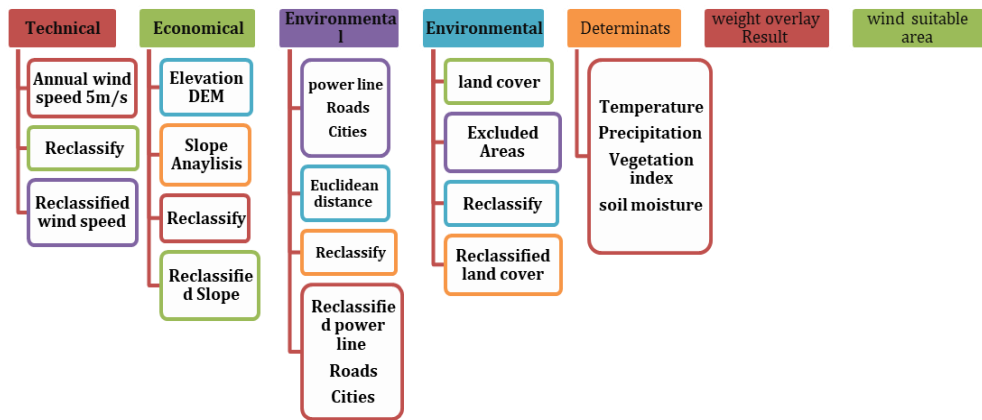 Technical
Annual wind
speed 5m/s
Reclassify
Reclassified
wind speed
Economical
Elevation
DEM
Slope
Anaylisis
Reclassify
Reclassifie
d Slope
Environmenta
l
power line
Roads
Cities
Euclidean
distance
Reclassify
Reclassifie
d power
line
Roads
Cities
Environmental
land cover
Excluded
Areas
Reclassify
Reclassified
land cover
Determinats
Temperature
Precipitation
Vegetation
index
soil moisture
weight overlay
Result
wind suitable
area